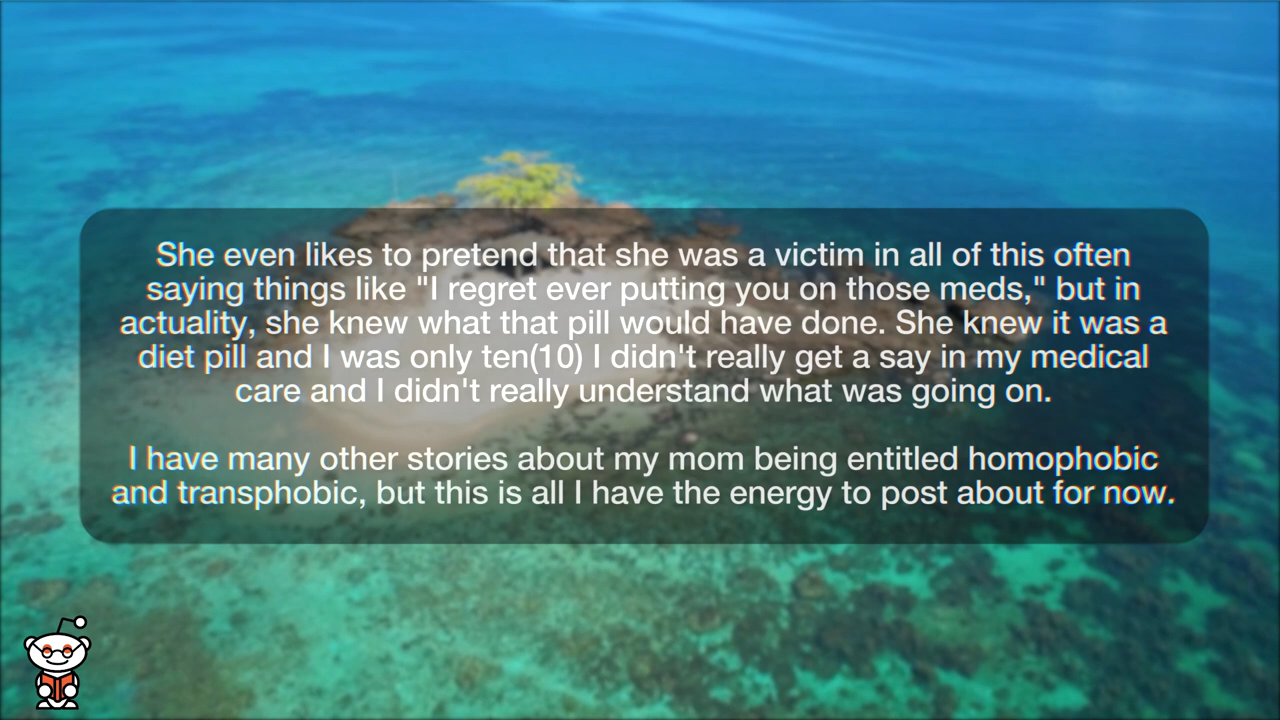 She even likes to pretend that she was a victim in all of this often
saying things like "I regret ever putting you on those meds," but in
actuality, she knew what that pill would have done. She knew it was a
diet pill and I was only ten(10) I didn't really get a say in my medical
care and I didn't really understand what was going on.
I have many other stories about my mom being entitled homophobic
and transphobic, but this is all I have the energy to post about for now.